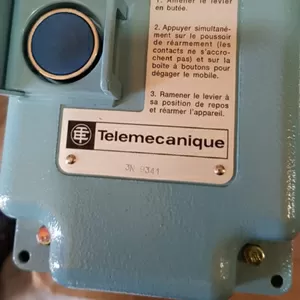 1. Amener le levier
en butée.
2. Appuyer simultané-
ment sur le poussoir
de réarmement (les
contacts ne s'accro-
chent pas) et sur la
boîte à boutons pour
dégager le mobile.
3. Ramener le levier à
sa position de repos
et réarmer l'appareil.
Telemecanique